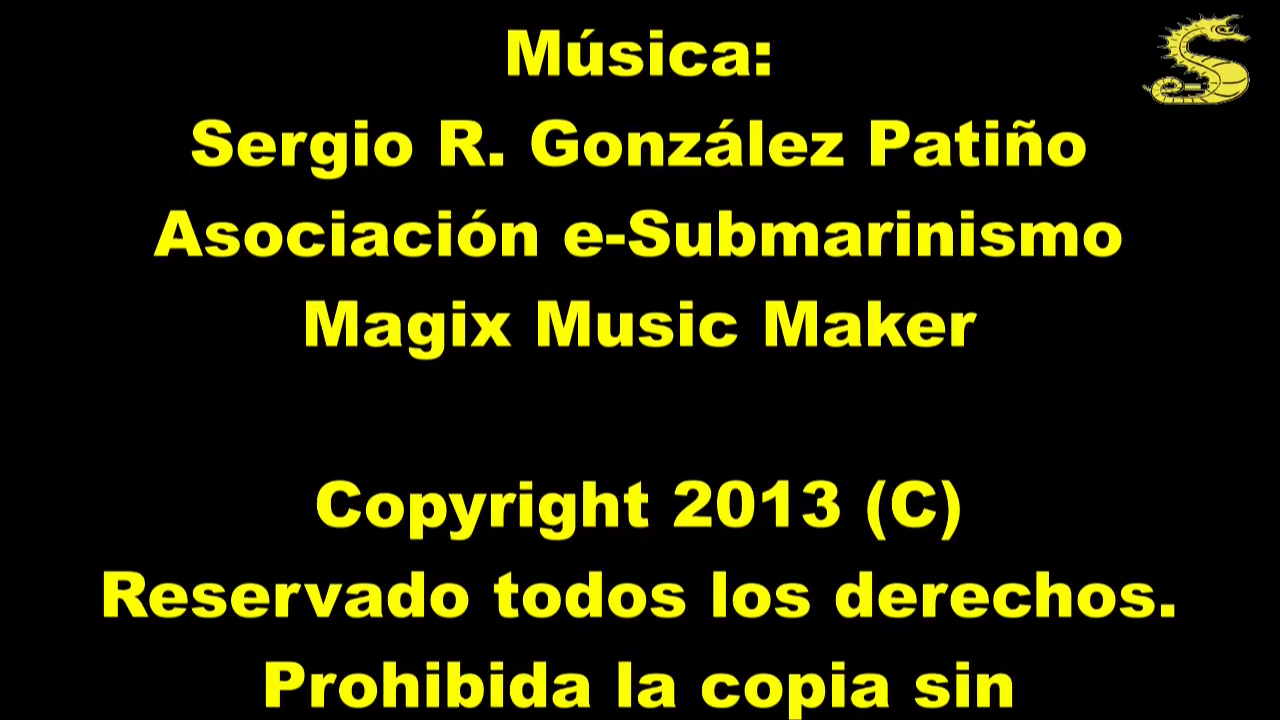 Música:
Sergio R. González Patiño
Asociación e-Submarinismo
Magix Music Maker
Copyright 2013 (C)
Reservado todos los derechos.
Prohibida la copia sin